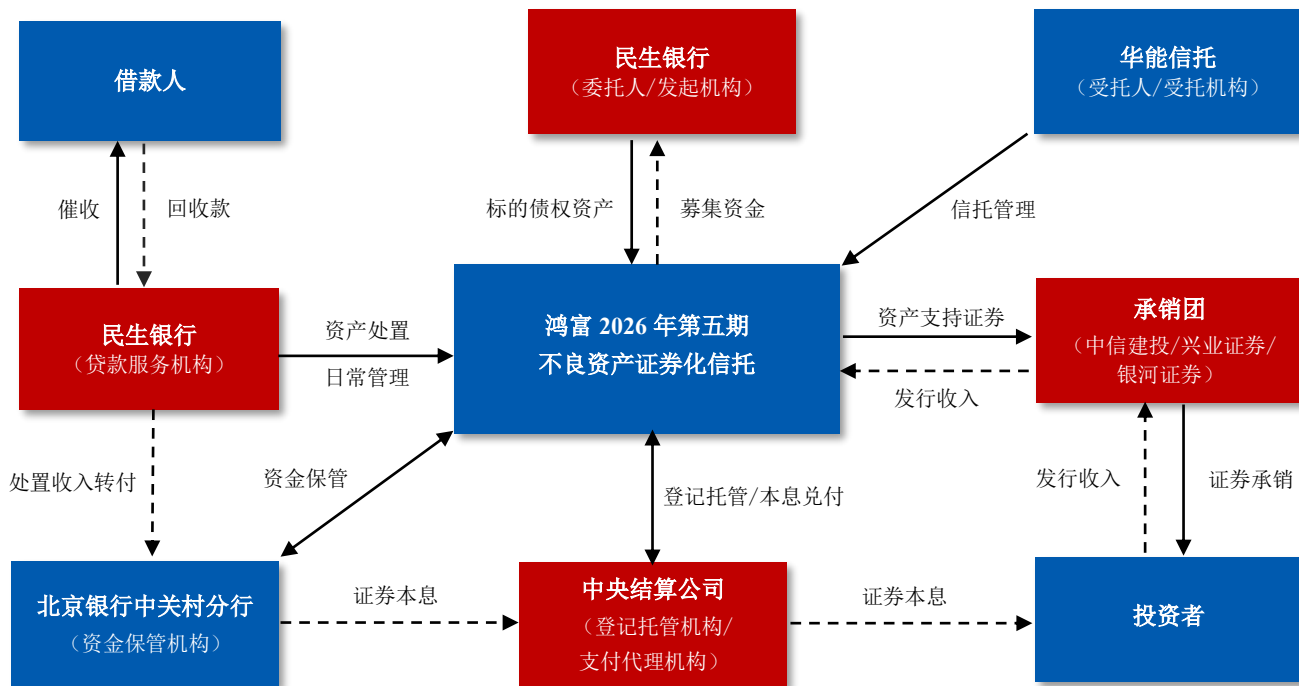 借款人
民生银行
（委托人/发起机构）
华能信托
（受托人/受托机构）
催收
回收款
标的债权资产
募集资金
信托管理
民生银行
（贷款服务机构）
资产处置
日常管理
鸿富 2026 年第五期
不良资产证券化信托
资产支持证券
发行收入
承销团
（中信建投/兴业证券/
银河证券）
处置收入转付
资金保管
登记托管/本息兑付
发行收入
证券承销
北京银行中关村分行
（资金保管机构）
证券本息
中央结算公司
（登记托管机构/
支付代理机构）
证券本息
投资者